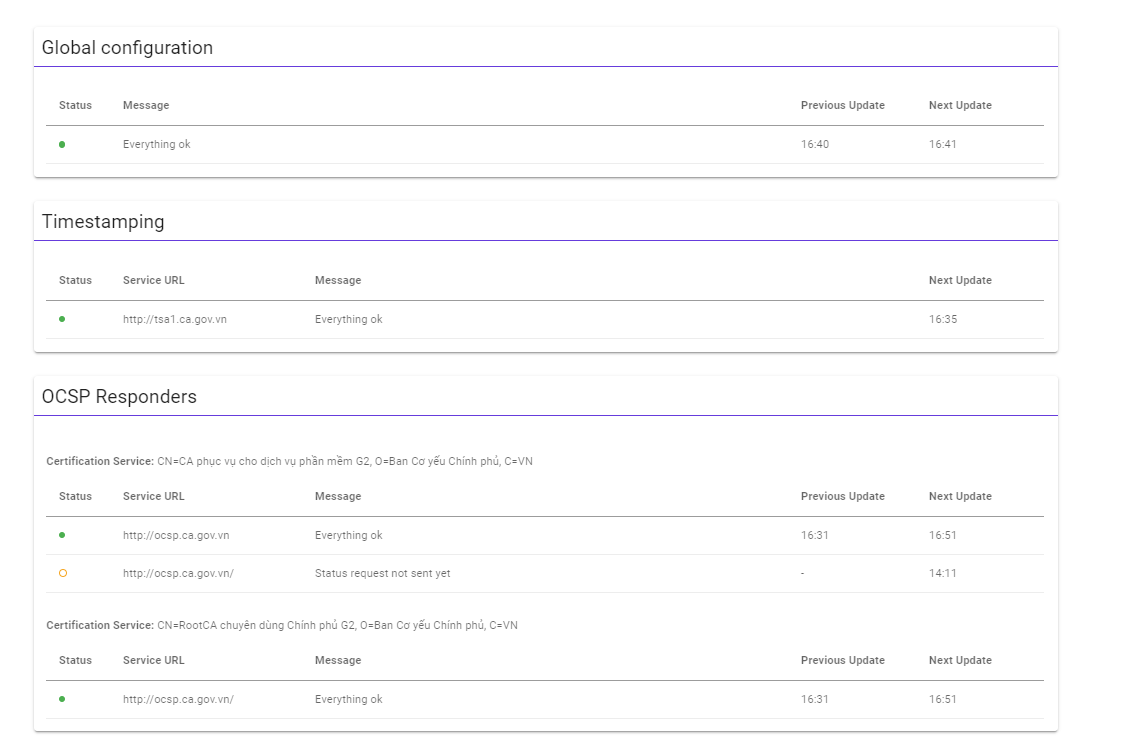 Global configuration
Status Message Previous Update Next Update
Everything ok 16:40 16:41
Timestamping
Status Service URL Message Next Update
http://tsa1.ca.gov.vn Everything ok 16:35
OCSP Responders
Certification Service: CN=CA phục vụ cho dịch vụ phần mềm G2, O=Ban Cơ yếu Chính phủ, C=VN
Status Service URL Message Previous Update Next Update
http://ocsp.ca.gov.vn Everything ok 16:31 16:51
http://ocsp.ca.gov.vn/ Status request not sent yet - 14:11
Certification Service: CN=RootCA chuyên dùng Chính phủ G2, O=Ban Cơ yếu Chính phủ, C=VN
Status Service URL Message Previous Update Next Update
http://ocsp.ca.gov.vn/ Everything ok 16:31 16:51